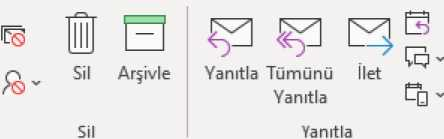 Sil
Arşivle
Yanıtla
Tümünü
Yanıtla
İlet
Sil
Yanıtla